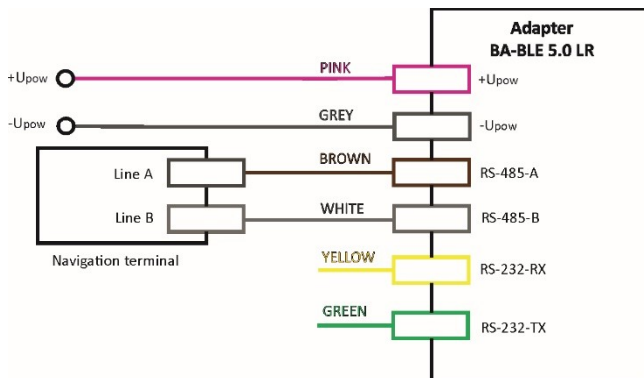 Adapter
BA-BLE 5.0 LR
+Upow PINK +Upow
-Upow GREY -Upow
Line A BROWN RS-485-A
Line B WHITE RS-485-B
Navigation terminal
YELLOW RS-232-RX
GREEN RS-232-TX